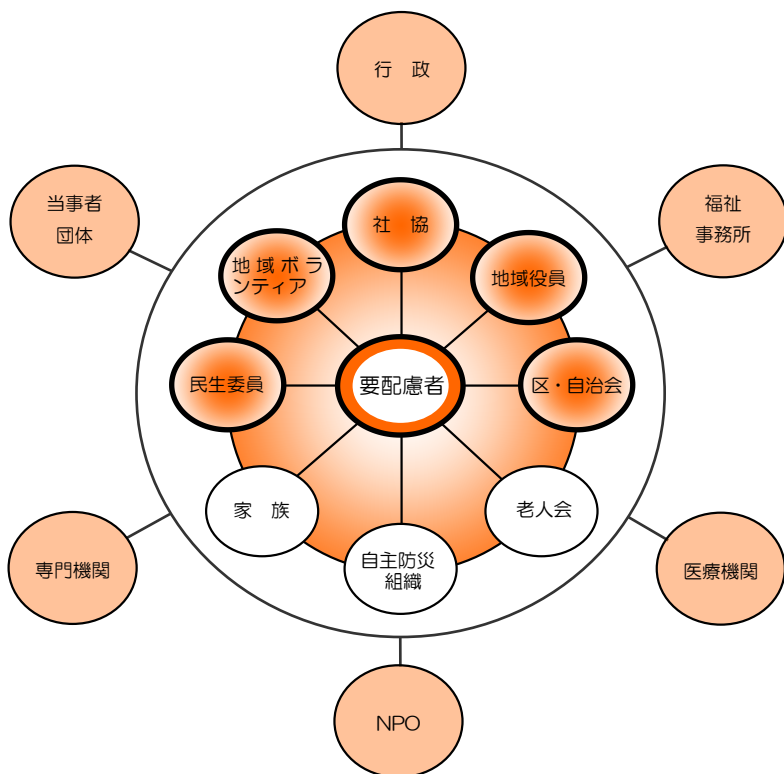 行　政
当事者
団体
福祉
事務所
社　協
地域ボラ
ンティア
地域役員
民生委員
要配慮者
区・自治会
家　族
老人会
自主防災
組織
専門機関
医療機関
NPO